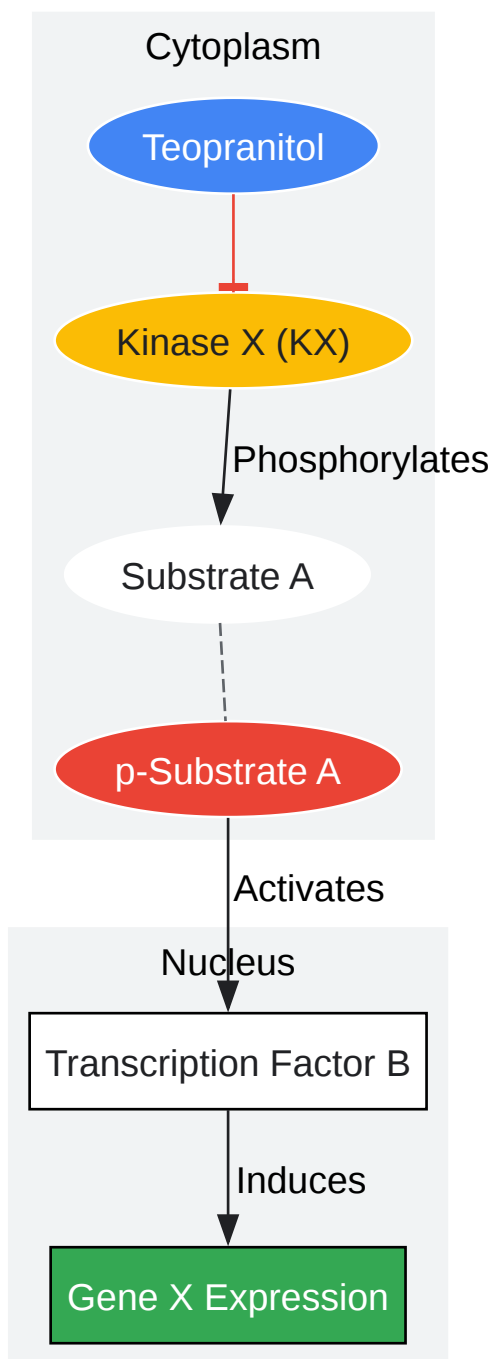 Cytoplasm
Teopranitol
Kinase X (KX)
Phosphorylates
Substrate A
p-Substrate A
Activates
Nucleus
Transcription Factor B
Induces
Gene X Expression